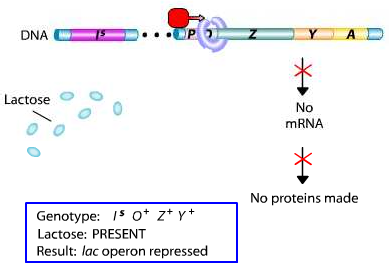 DNA I^s P O Z Y A
Lactose
No
mRNA
No proteins made
Genotype: I^s O^+ Z^+ Y^+
Lactose: PRESENT
Result: lac operon repressed